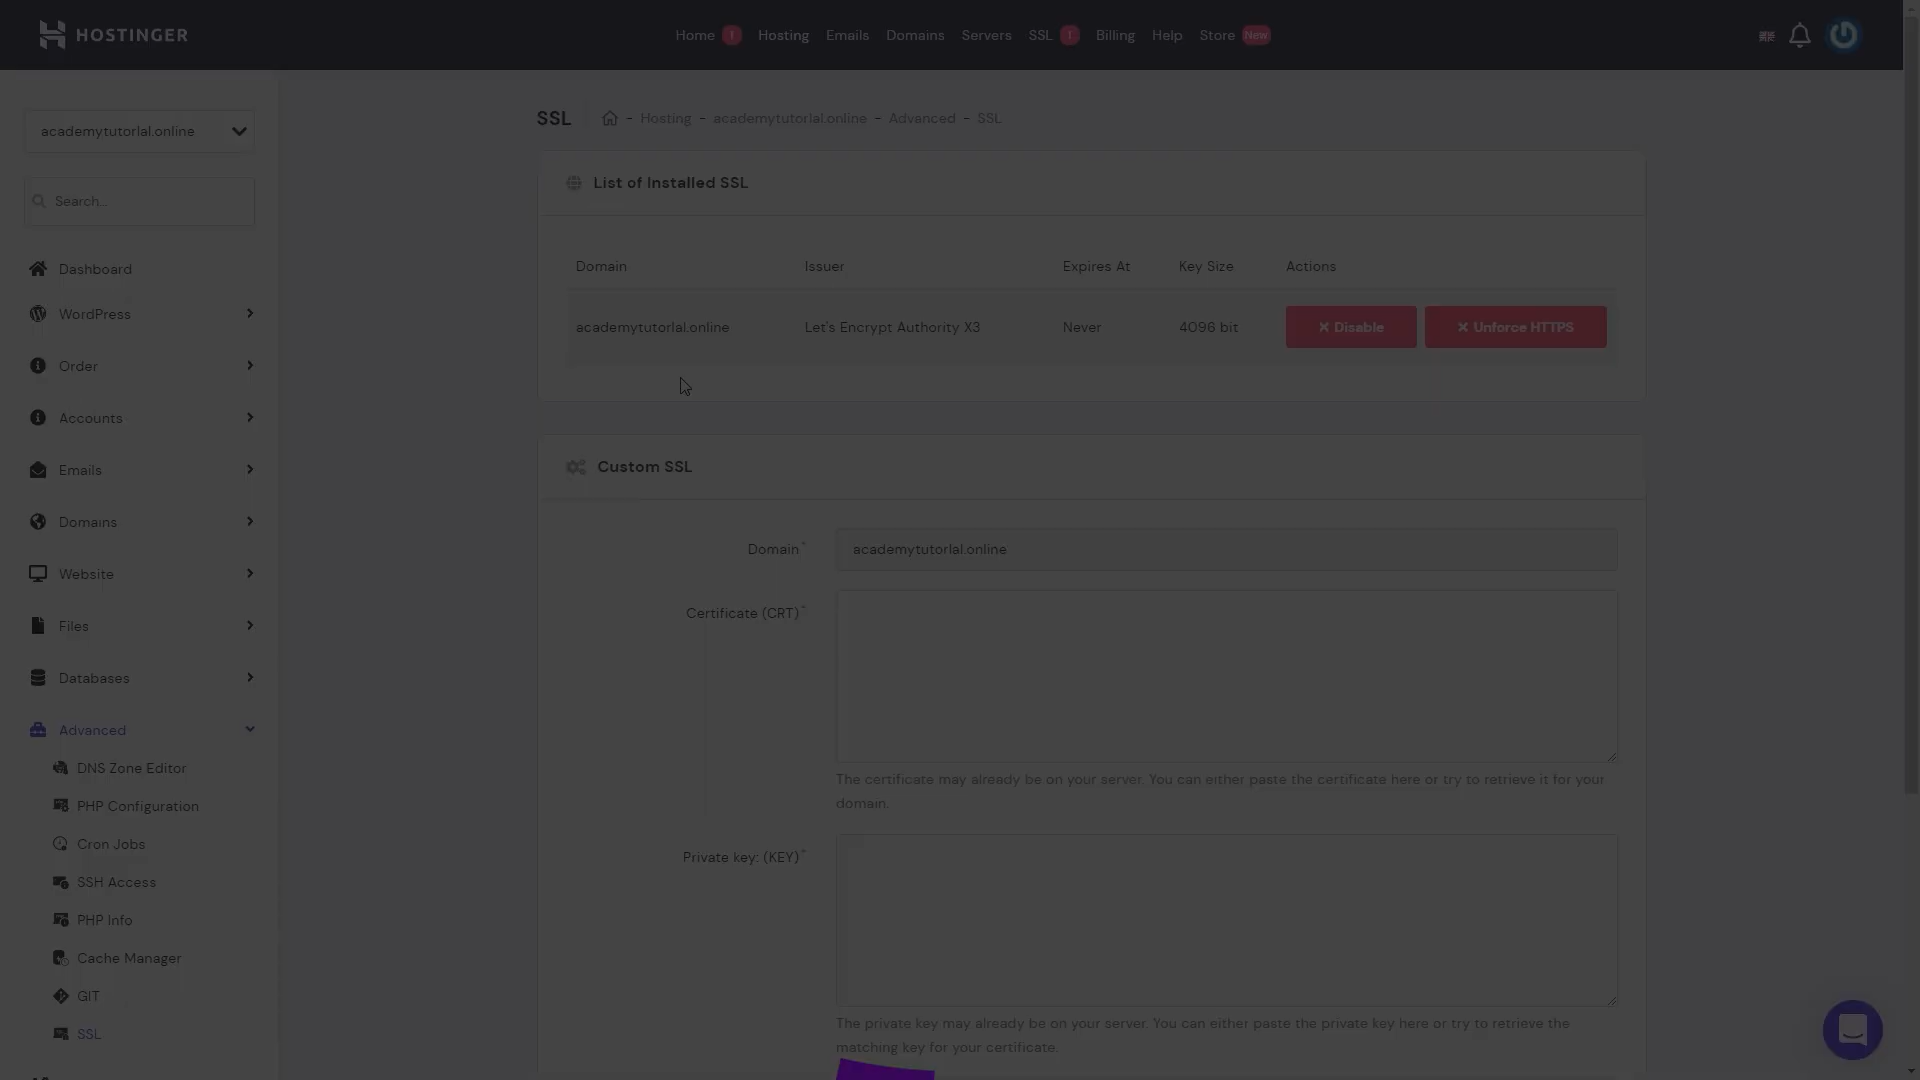 HOSTINGER
Home ! Hosting Emails Domains Servers SSL ! Billing Help Store New
academytutorlal.online
Search...
Dashboard
WordPress
Order
Accounts
Emails
Domains
Website
Files
Databases
Advanced
DNS Zone Editor
PHP Configuration
Cron Jobs
SSH Access
PHP Info
Cache Manager
GIT
SSL
SSL - Hosting - academytutorlal.online - Advanced - SSL
List of Installed SSL
Domain Issuer Expires At Key Size Actions
academytutorlal.online Let's Encrypt Authority X3 Never 4096 bit Disable Unforce HTTPS
Custom SSL
Domain* academytutorlal.online
Certificate (CRT)*
The certificate may already be on your server. You can either paste the certificate here or try to retrieve it for your
domain.
Private key: (KEY)*
The private key may already be on your server. You can either paste the private key here or try to retrieve the
matching key for your certificate.